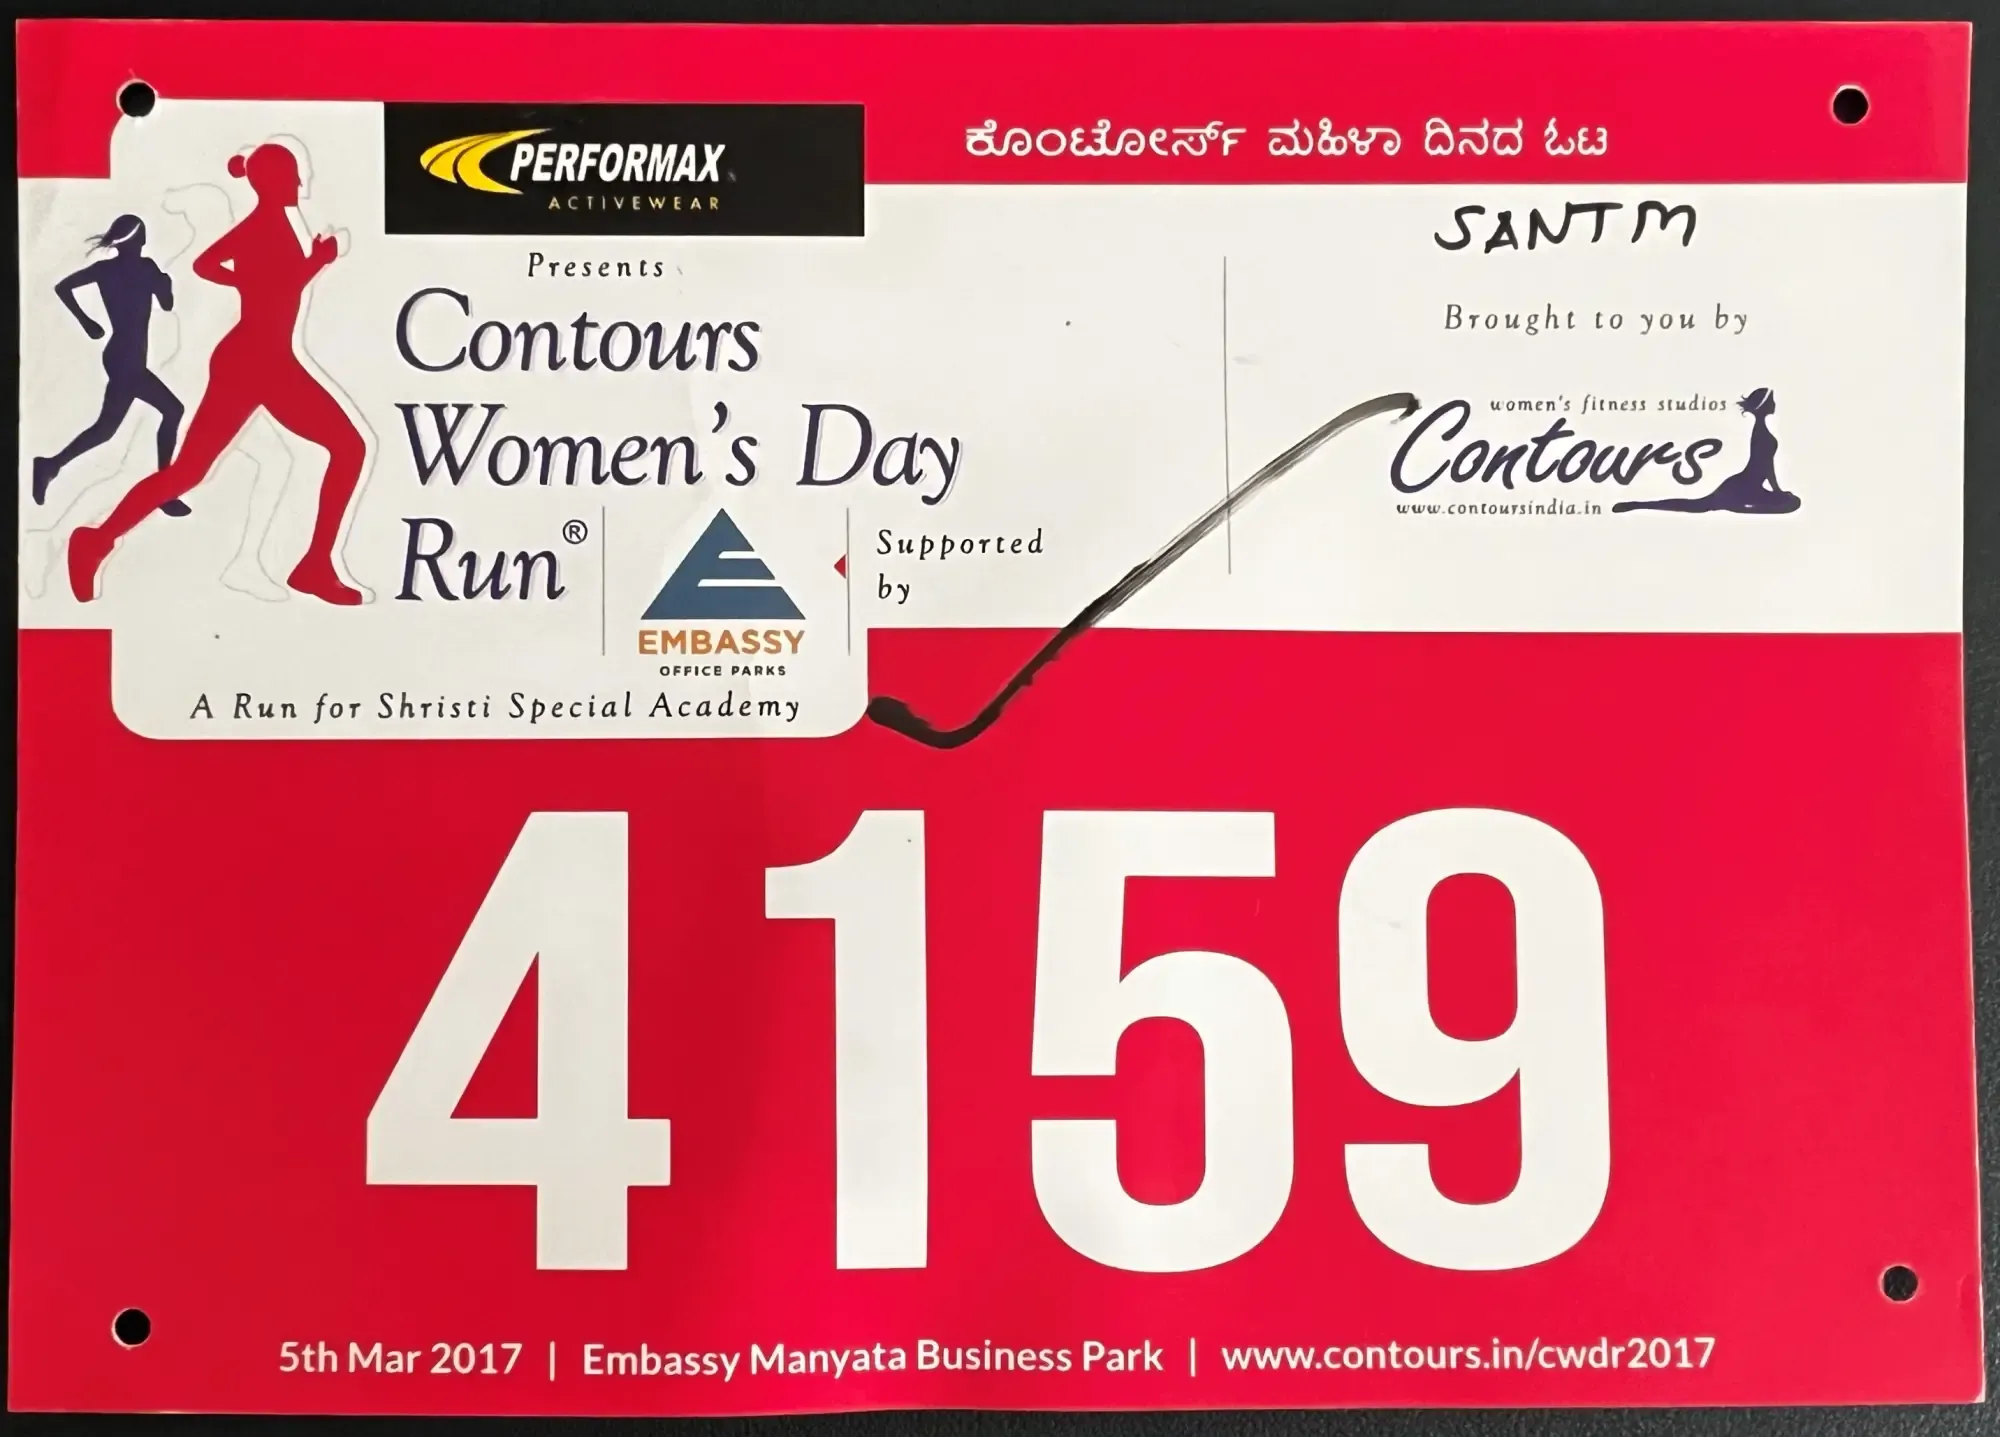 PERFORMAX
ACTIVEWEAR
ಕೊಂಟೋರ್ಸ್ ಮಹಿಳಾ ದಿನದ ಓಟ
SANTM
Presents
Contours
Women's Day
Run®
EMBASSY
OFFICE PARKS
Supported
by
A Run for Shristi Special Academy
Brought to you by
women's fitness studios
Contours
www.contoursindia.in
4159
5th Mar 2017 | Embassy Manyata Business Park | www.contours.in/cwdr2017